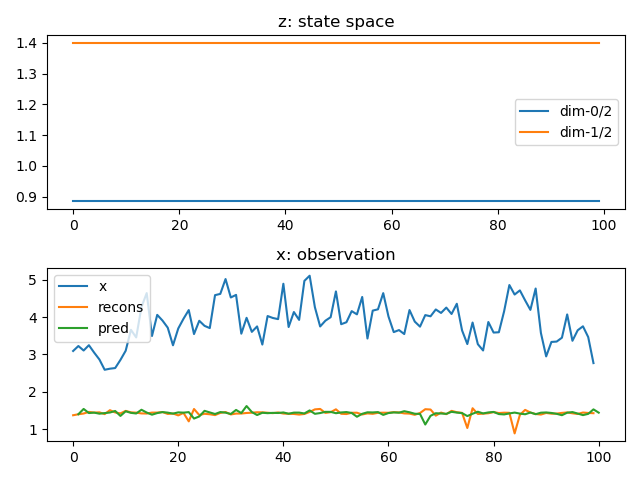 z: state space
1.4
1.3
1.2
1.1
1.0
0.9
dim-0/2
dim-1/2
0 20 40 60 80 100
x: observation
5
4
3
2
1
x
recons
pred
0 20 40 60 80 100